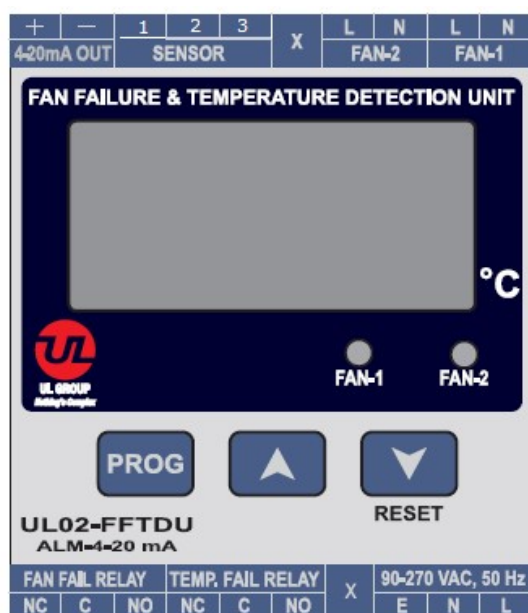 + — 1 2 3 X L N L N
4-20mA OUT SENSOR FAN-2 FAN-1
FAN FAILURE & TEMPERATURE DETECTION UNIT
°C
UL
UL GROUP
FAN-1 FAN-2
PROG
RESET
UL02-FFTDU
ALM-4-20 mA
FAN FAIL RELAY TEMP. FAIL RELAY X 90-270 VAC, 50 Hz
NC C NO NC C NO E N L